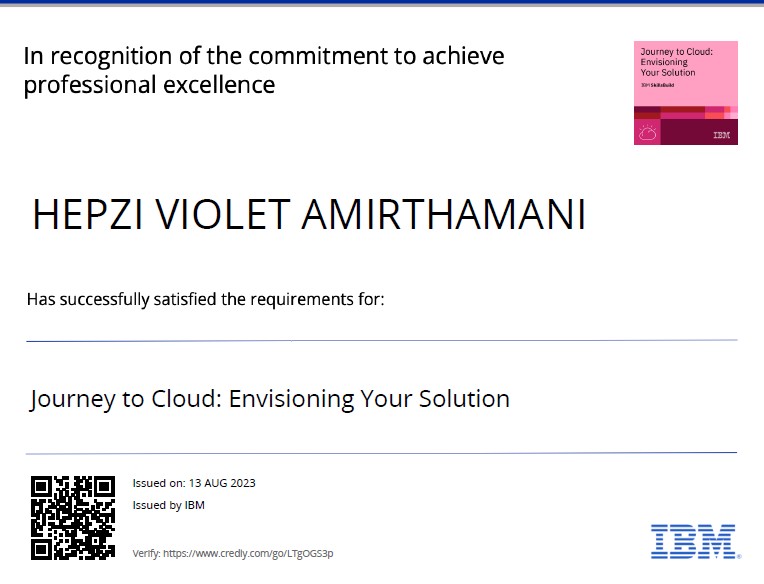 In recognition of the commitment to achieve
professional excellence
Journey to Cloud:
Envisioning
Your Solution
IBM SkillsBuild
IBM
HEPZI VIOLET AMIRTHAMANI
Has successfully satisfied the requirements for:
Journey to Cloud: Envisioning Your Solution
Issued on: 13 AUG 2023
Issued by IBM
Verify: https://www.credly.com/go/LTgOGS3p
IBM®